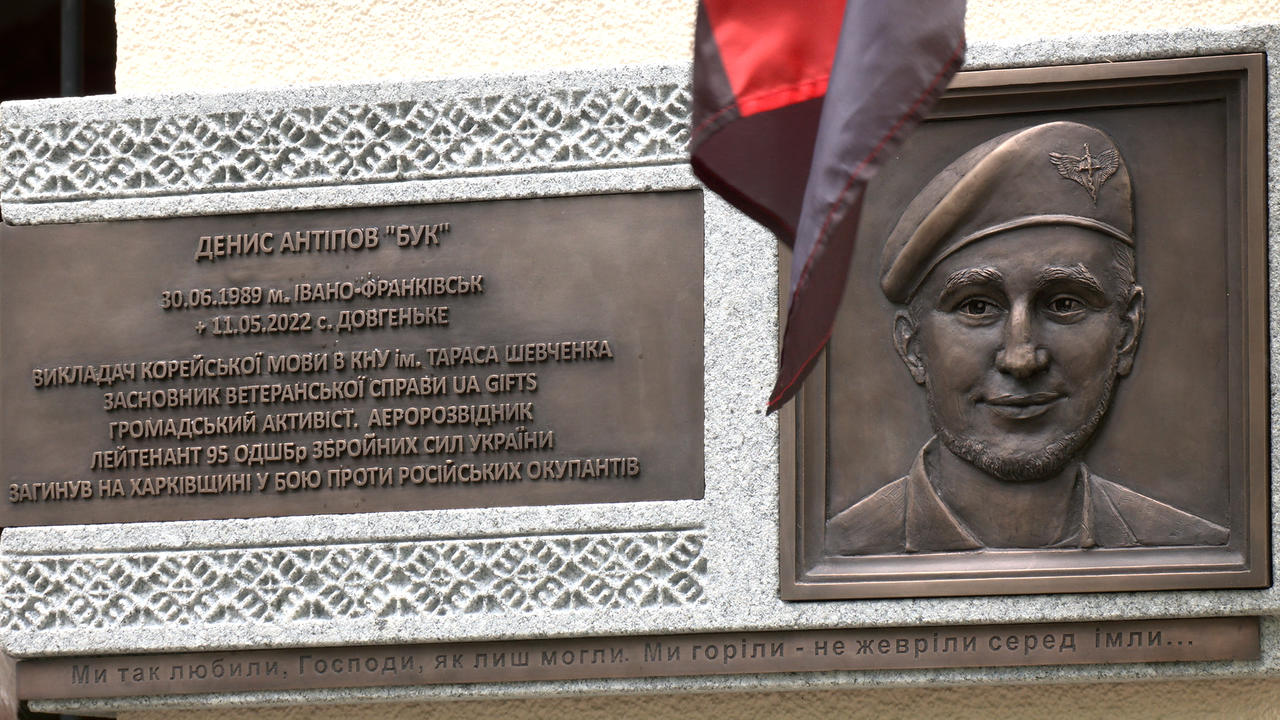 ДЕНИС АНТІПОВ "БУК"
30.06.1989 м. ІВАНО-ФРАНКІВСЬК
+ 11.05.2022 с. ДОВГЕНЬКЕ
ВИКЛАДАЧ КОРЕЙСЬКОЇ МОВИ В КНУ ім. ТАРАСА ШЕВЧЕНКА
ЗАСНОВНИК ВЕТЕРАНСЬКОЇ СПРАВИ UA GIFTS
ГРОМАДСЬКИЙ АКТИВІСТ. АЕРОРОЗВІДНИК
ЛЕЙТЕНАНТ 95 ОДШБр ЗБРОЙНИХ СИЛ УКРАЇНИ
ЗАГИНУВ НА ХАРКІВЩИНІ У БОЮ ПРОТИ РОСІЙСЬКИХ ОКУПАНТІВ
Ми так любили, Господи, як лиш могли. Ми горіли - не жевріли серед імли...